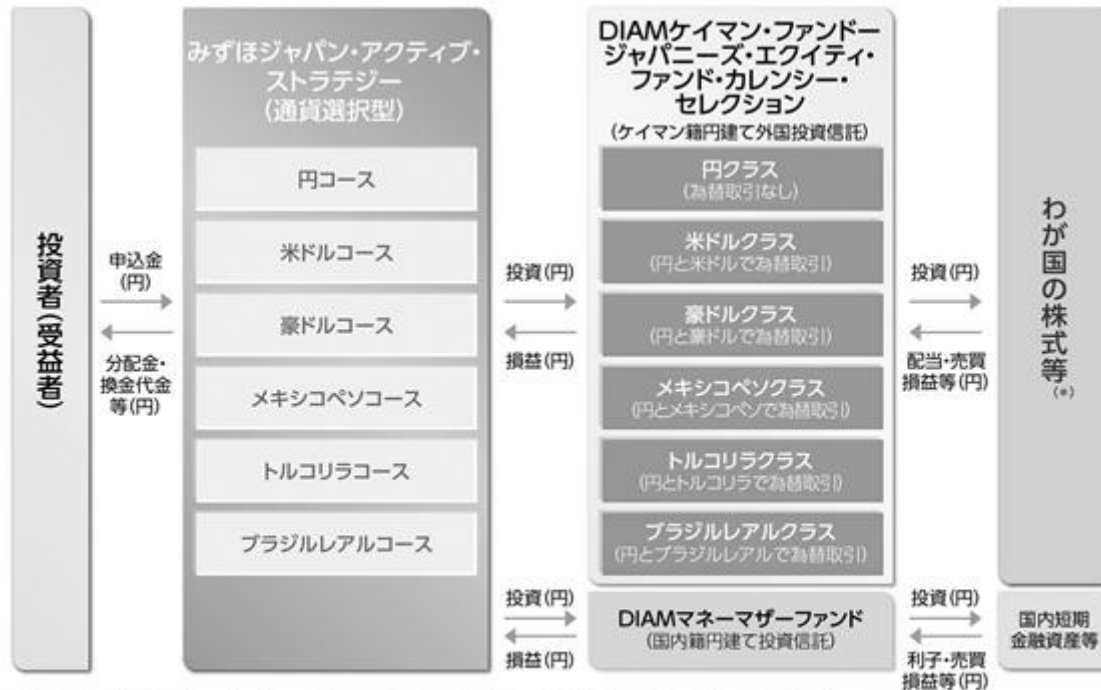 投資者(受益者)
申込金
(円)
分配金・
換金代金
等(円)
みずほジャパン・アクティブ・
ストラテジー
(通貨選択型)
円コース
米ドルコース
豪ドルコース
メキシコペソコース
トルコリラコース
ブラジルレアルコース
投資(円)
損益(円)
投資(円)
損益(円)
DIAMケイマン・ファンドー
ジャパニーズ・エクイティ・
ファンド・カレンシー・
セレクション
(ケイマン籍円建て外国投資信託)
円クラス
(為替取引なし)
米ドルクラス
(円と米ドルで為替取引)
豪ドルクラス
(円と豪ドルで為替取引)
メキシコペソクラス
(円とメキシコペソで為替取引)
トルコリラクラス
(円とトルコリラで為替取引)
ブラジルレアルクラス
(円とブラジルレアルで為替取引)
DIAMマネーマザーファンド
(国内籍円建て投資信託)
投資(円)
配当・売買
損益等(円)
投資(円)
利子・売買
損益等(円)
わが国の株式等
(*)
国内短期
金融資産等